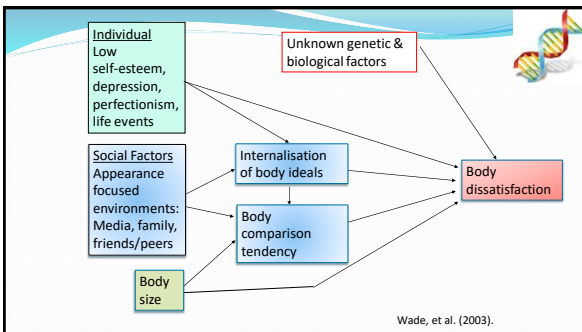 Individual
Low
self-esteem,
depression,
perfectionism,
life events
Unknown genetic &
biological factors
Social Factors
Appearance
focused
environments:
Media, family,
friends/peers
Internalisation
of body ideals
Body
comparison
tendency
Body
dissatisfaction
Body
size
Wade, et al. (2003).